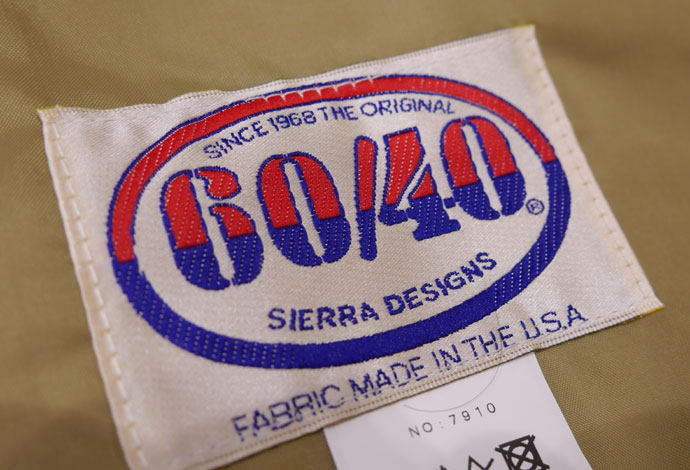 SINCE 1968 THE ORIGINAL
60/40®
SIERRA DESIGNS
FABRIC MADE IN THE U.S.A
NO:7910